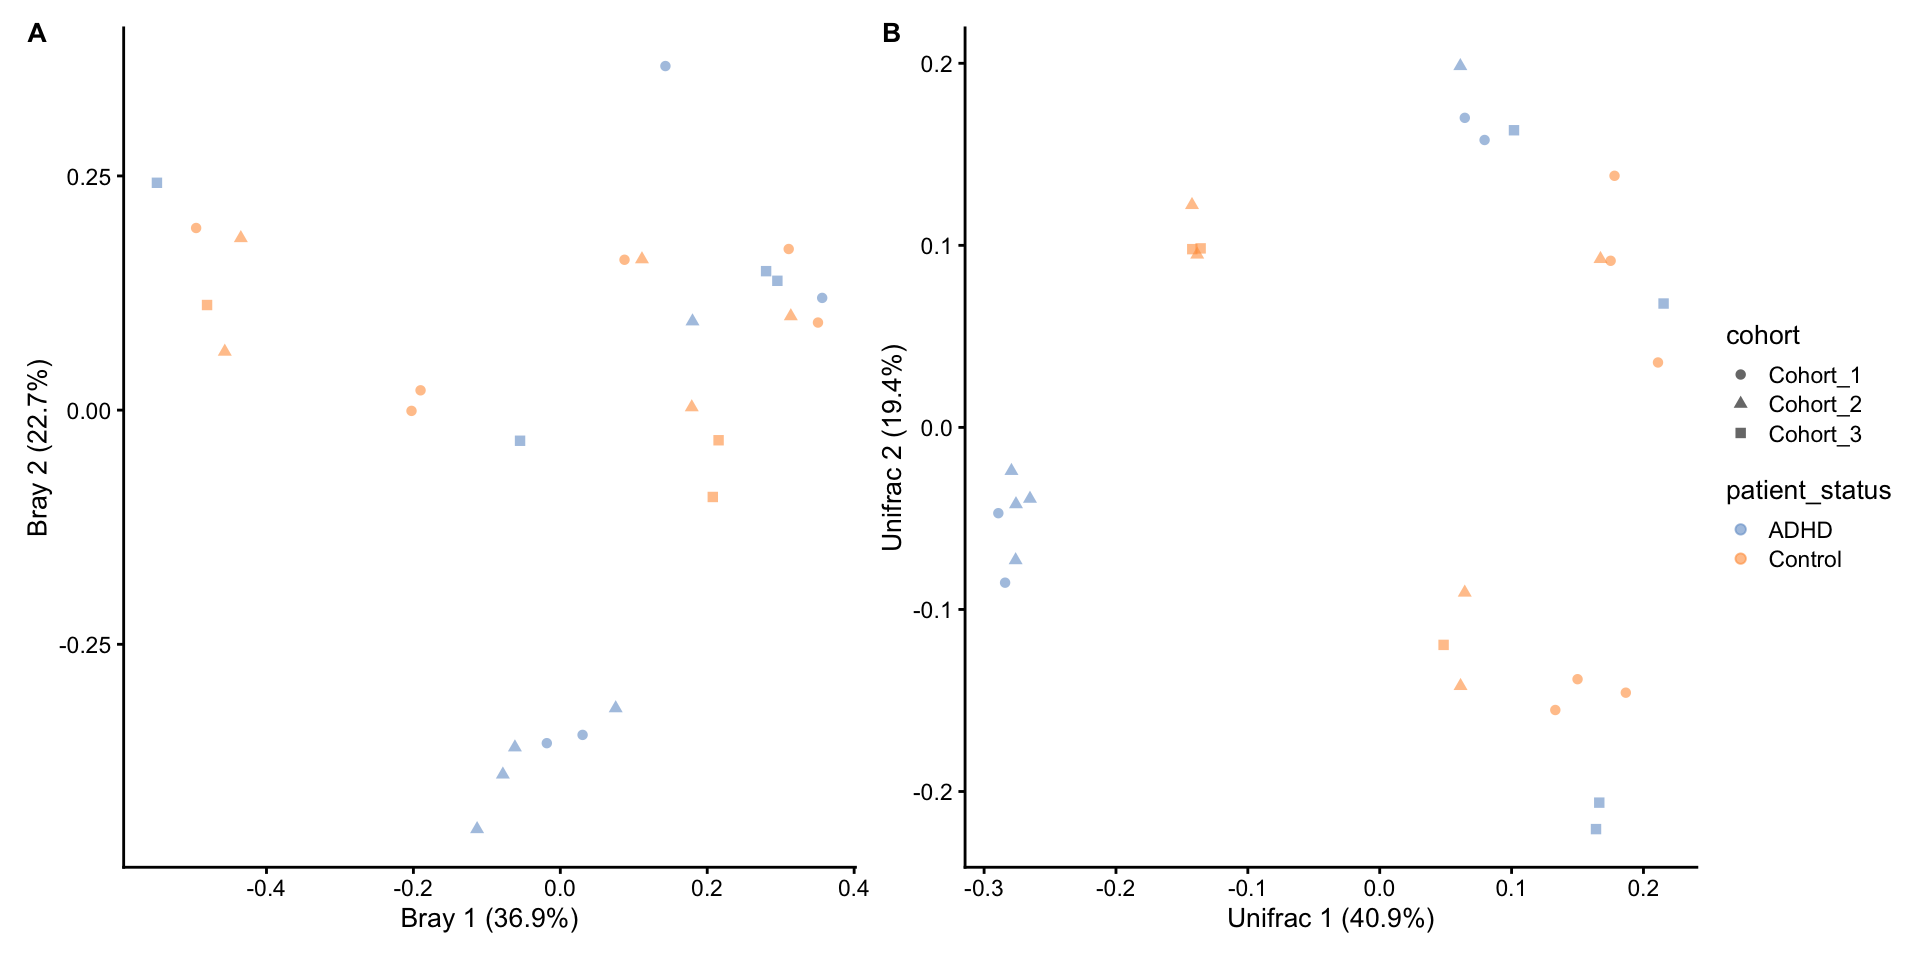 A
0.25
0.00
-0.25
Bray 2 (22.7%)
-0.4 -0.2 0.0 0.2 0.4
Bray 1 (36.9%)
B
0.2
0.1
0.0
-0.1
-0.2
Unifrac 2 (19.4%)
-0.3 -0.2 -0.1 0.0 0.1 0.2
Unifrac 1 (40.9%)
cohort
Cohort_1
Cohort_2
Cohort_3
patient_status
ADHD
Control